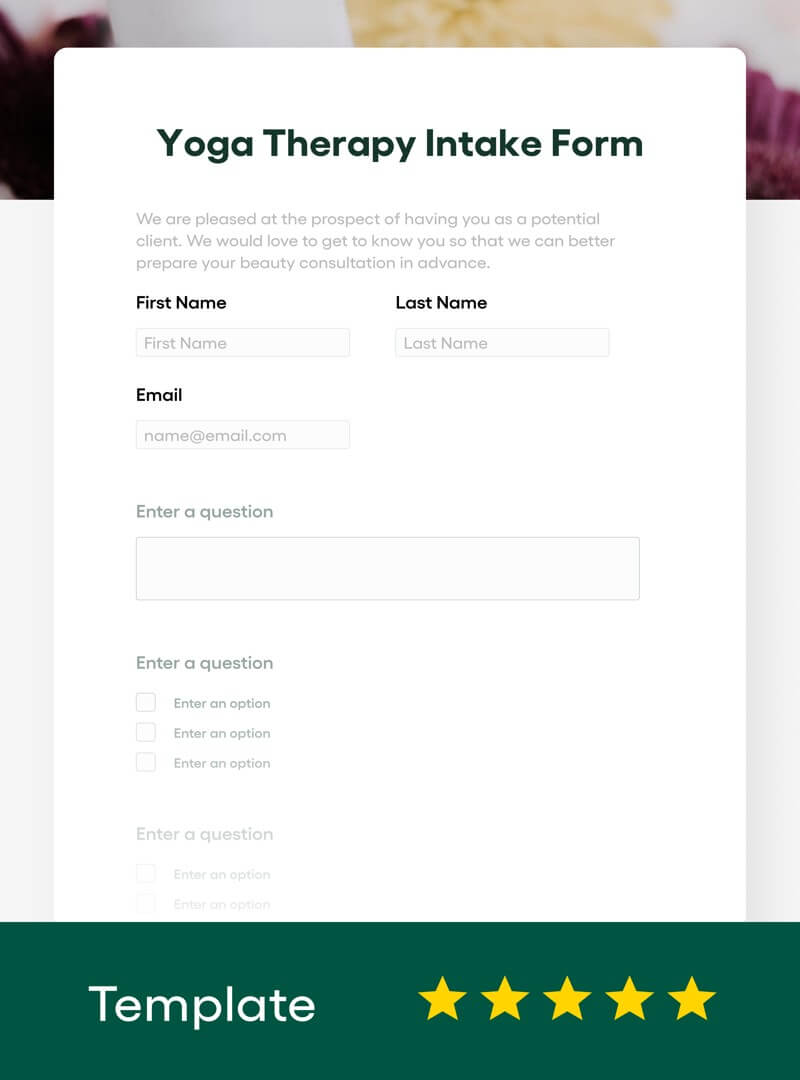 Yoga Therapy Intake Form
We are pleased at the prospect of having you as a potential
client. We would love to get to know you so that we can better
prepare your beauty consultation in advance.
First Name
Last Name
First Name
Last Name
Email
name@email.com
Enter a question
Enter a question
Enter an option
Enter an option
Enter an option
Enter a question
Enter an option
Enter an option
Template